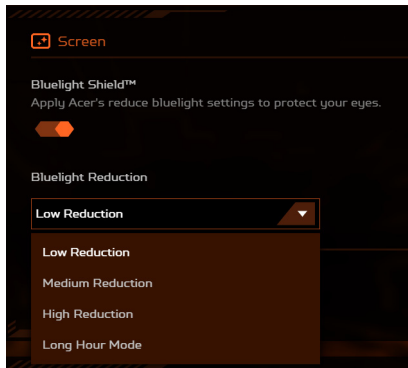 Screen
Bluelight Shield™
Apply Acer's reduce bluelight settings to protect your eyes.
Bluelight Reduction
Low Reduction
Low Reduction
Medium Reduction
High Reduction
Long Hour Mode